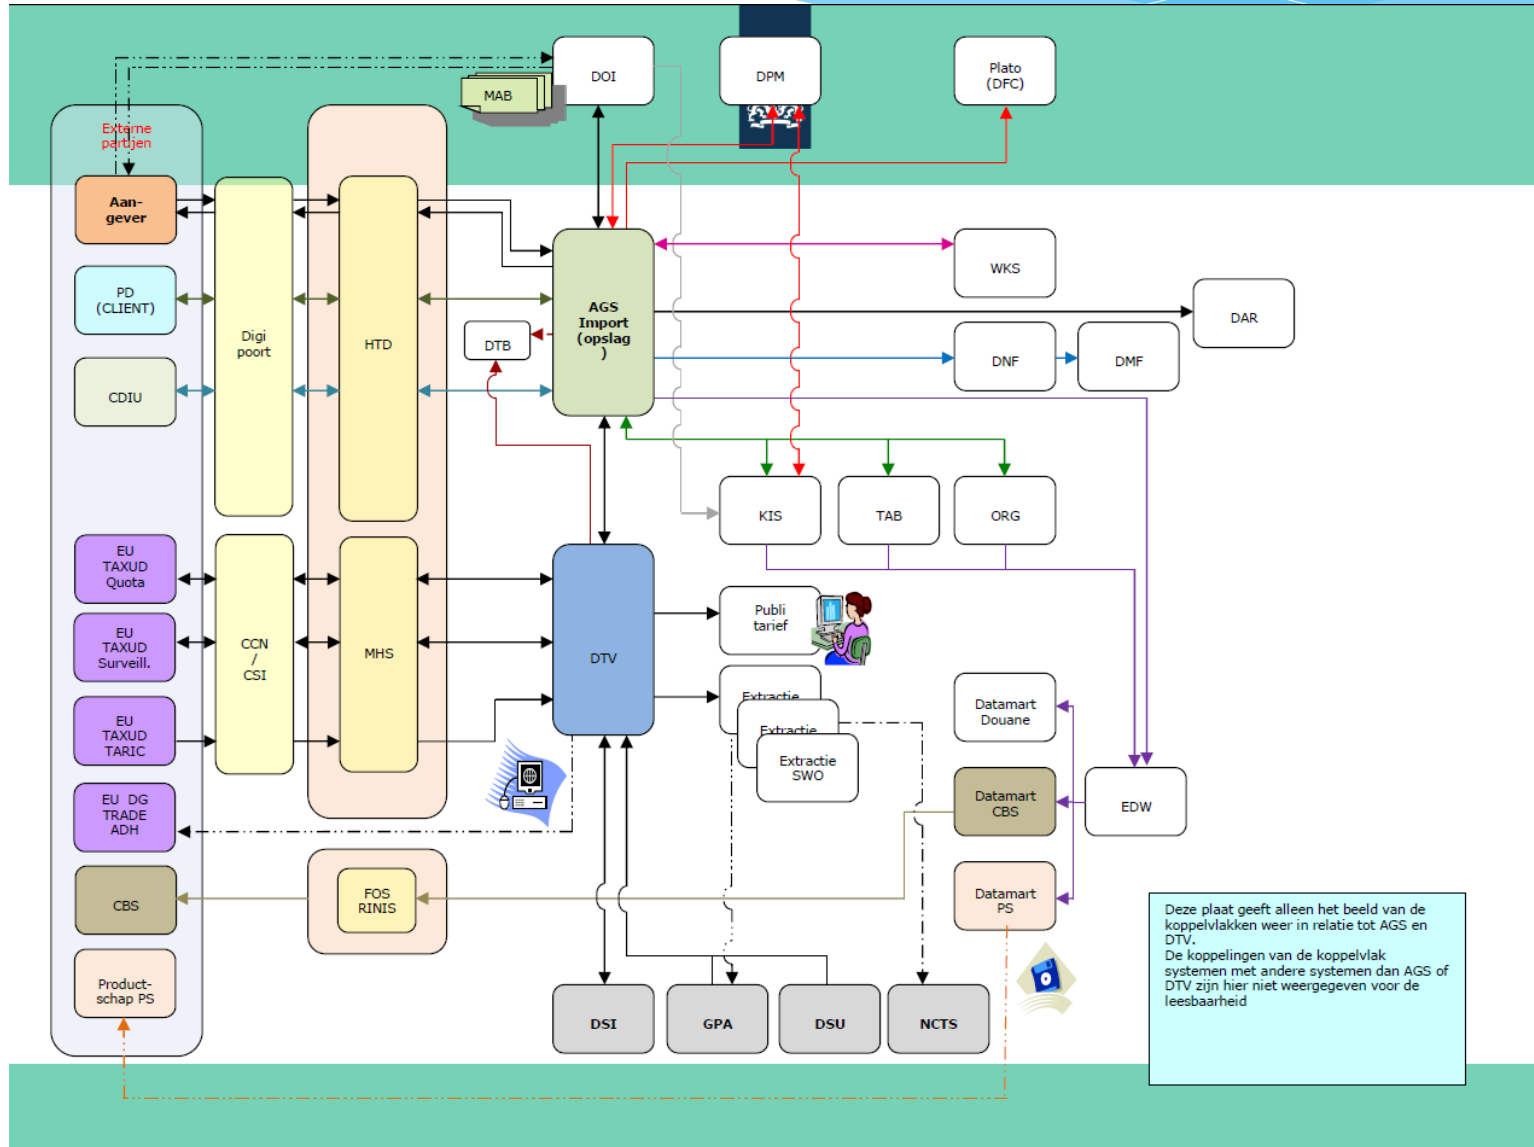 DOI
DPM
Plato
(DFC)
MAB
Externe
partijen
Aan-
gever
PD
(CLIENT)
CDIU
Digi
poort
HTD
DTB
AGS
Import
(opslag
)
WKS
DAR
DNF
DMF
KIS
TAB
ORG
EU
TAXUD
Quota
EU
TAXUD
Surveill.
EU
TAXUD
TARIC
EU DG
TRADE
ADH
CBS
Product-
schap PS
CCN
/
CSI
MHS
FOS
RINIS
DTV
Publi
tarief
Extractie
Extractie
Extractie
SWO
Datamart
Douane
Datamart
CBS
Datamart
PS
EDW
DSI
GPA
DSU
NCTS
Deze plaat geeft alleen het beeld van de
koppelvlakken weer in relatie tot AGS en
DTV.
De koppelingen van de koppelvlak
systemen met andere systemen dan AGS of
DTV zijn hier niet weergegeven voor de
leesbaarheid